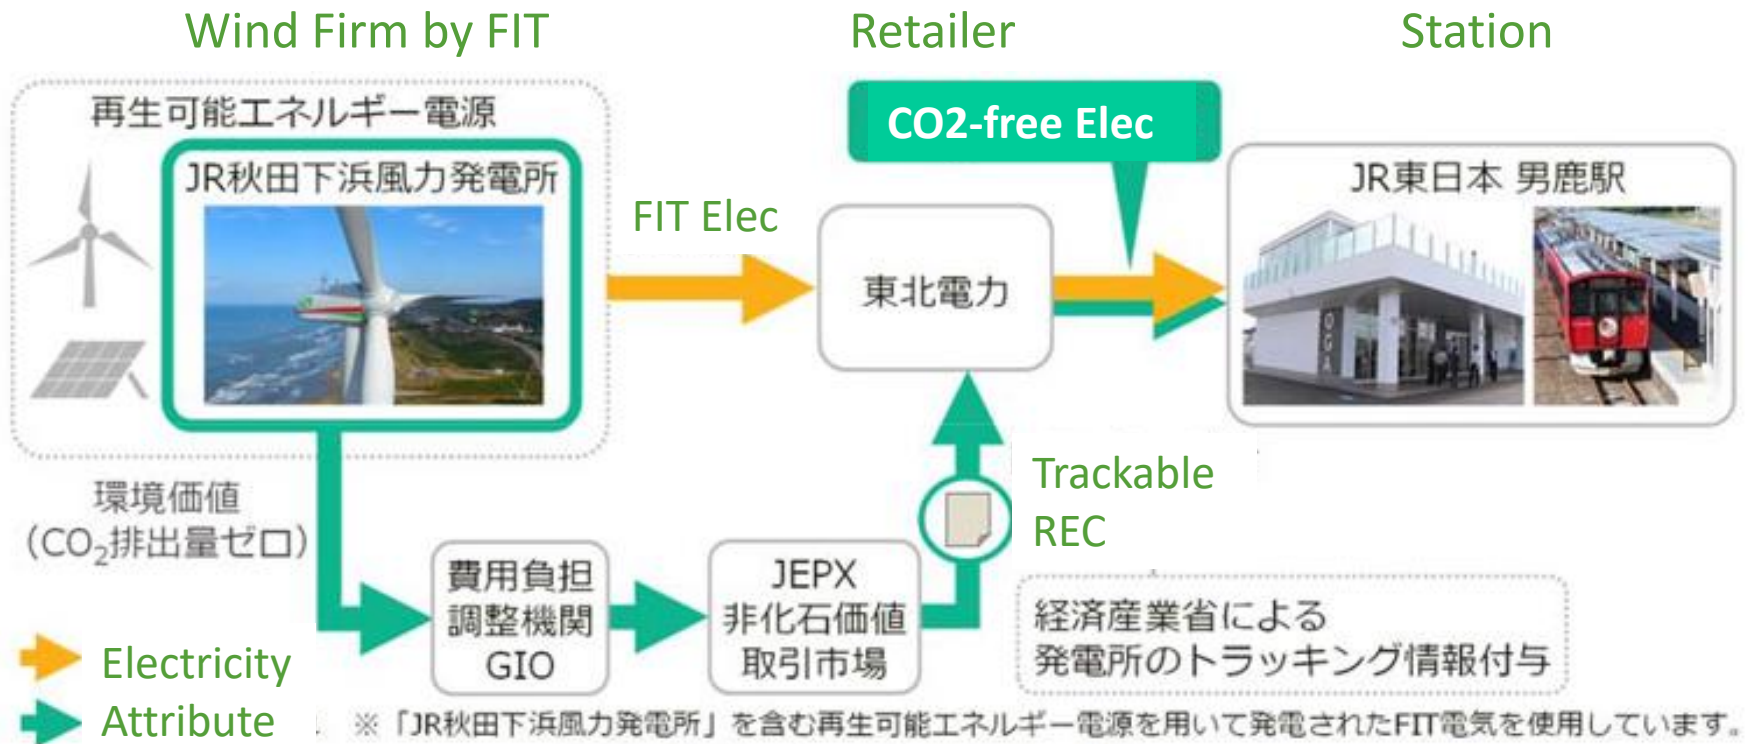 Wind Firm by FIT
Retailer
Station
再生可能エネルギー電源
CO2-free Elec
JR秋田下浜風力発電所
JR東日本 男鹿駅
FIT Elec
東北電力
OGA
Trackable
REC
環境価値
（CO₂排出量ゼロ）
費用負担
調整機関
GIO
JEPX
非化石価値
取引市場
経済産業省による
発電所のトラッキング情報付与
Electricity
Attribute
※「JR秋田下浜風力発電所」を含む再生可能エネルギー電源を用いて発電されたFIT電気を使用しています。